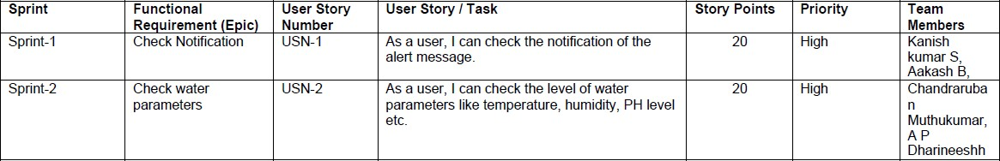 Sprint Functional Requirement (Epic) User Story Number User Story / Task Story Points Priority Team Members
Sprint-1 Check Notification USN-1 As a user, I can check the notification of the alert message. 20 High Kanish kumar S, Aakash B,
Sprint-2 Check water parameters USN-2 As a user, I can check the level of water parameters like temperature, humidity, PH level etc. 20 High Chandraruban Muthukumar, A P Dharineeshh